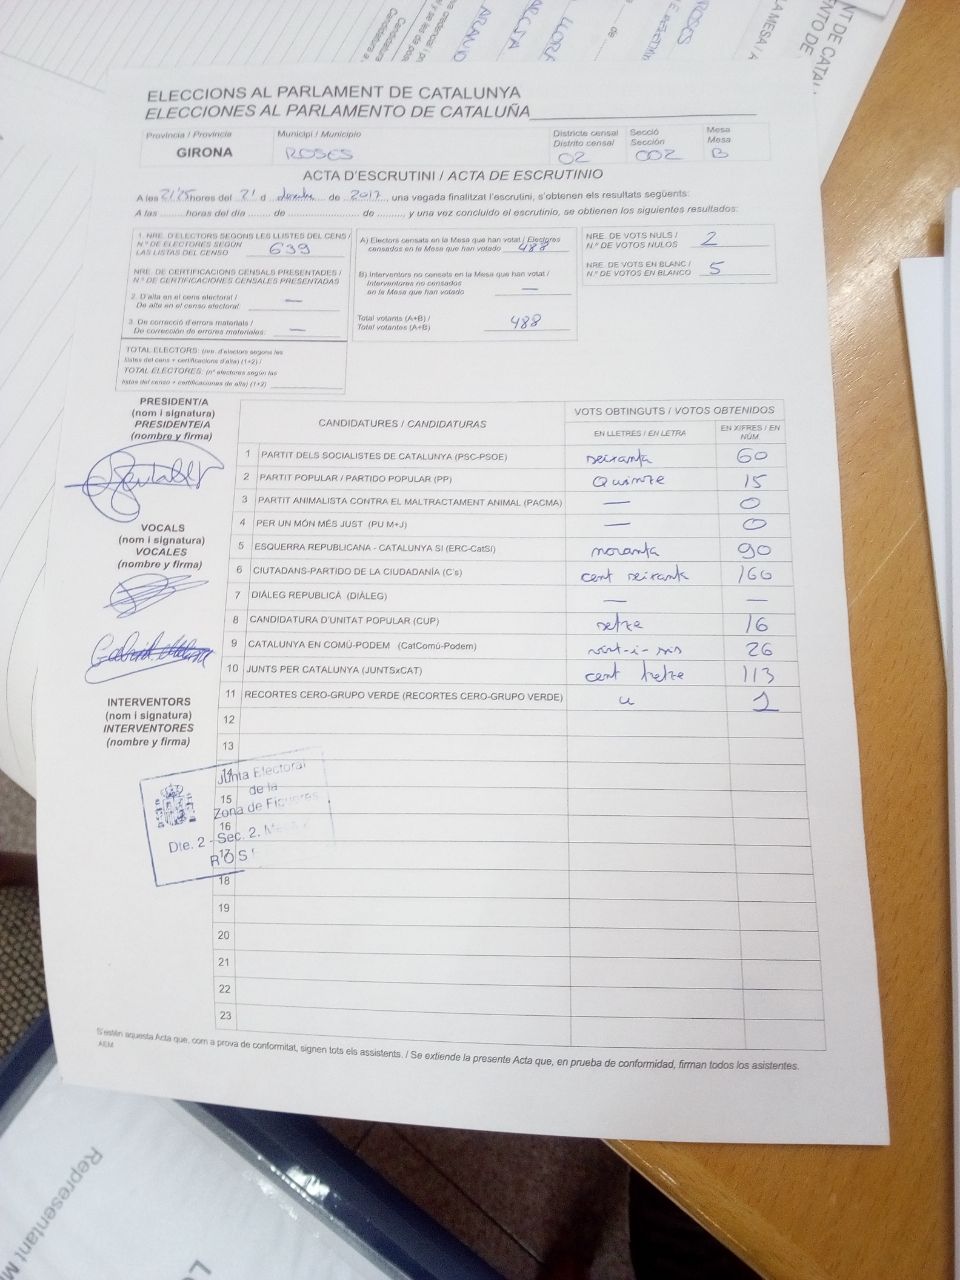 ELECCIONS AL PARLAMENT DE CATALUNYA
ELECCIONES AL PARLAMENTO DE CATALUÑA
Província / Provincia
GIRONA
Municipi / Municipio
ROSES
Districte censal
Distrito censal
02
Secció
Sección
002
Mesa
Mesa
B
ACTA D'ESCRUTINI / ACTA DE ESCRUTINIO
A les 21'25 hores del 21 d desembre de 2017, una vegada finalitzat l'escrutini, s'obtenen els resultats següents:
A las ......... horas del día ....... de ....................... de ........, y una vez concluido el escrutinio, se obtienen los siguientes resultados:
1. NRE. D'ELECTORS SEGONS LES LLISTES DEL CENS /
N.º DE ELECTORES SEGÚN
LAS LISTAS DEL CENSO
639
NRE. DE CERTIFICACIONS CENSALS PRESENTADES /
N.º DE CERTIFICACIONES CENSALES PRESENTADAS
2. D'alta en el cens electoral /
De alta en el censo electoral:
—
3. De correcció d'errors materials /
De corrección de errores materiales:
—
TOTAL ELECTORS: (nre. d'electors segons les
llistes del cens + certificacions d'alta) (1+2) /
TOTAL ELECTORES: (nº electores según las
listas del censo + certificaciones de alta) (1+2)
A) Electors censats en la Mesa que han votat / Electores
censados en la Mesa que han votado
488
B) Interventors no censats en la Mesa que han votat /
Interventores no censados
en la Mesa que han votado
—
Total votants (A+B) /
Total votantes (A+B)
488
NRE. DE VOTS NULS /
N.º DE VOTOS NULOS
2
NRE. DE VOTS EN BLANC /
N.º DE VOTOS EN BLANCO
5
PRESIDENT/A
(nom i signatura)
PRESIDENTE/A
(nombre y firma)
VOCALS
(nom i signatura)
VOCALES
(nombre y firma)
INTERVENTORS
(nom i signatura)
INTERVENTORES
(nombre y firma)
CANDIDATURES / CANDIDATURAS
VOTS OBTINGUTS / VOTOS OBTENIDOS
EN LLETRES / EN LETRA
EN XIFRES / EN NÚM
1 PARTIT DELS SOCIALISTES DE CATALUNYA (PSC-PSOE) seixanta 60
2 PARTIT POPULAR / PARTIDO POPULAR (PP) Quinze 15
3 PARTIT ANIMALISTA CONTRA EL MALTRACTAMENT ANIMAL (PACMA) — 0
4 PER UN MÓN MÉS JUST (PU M+J) — 0
5 ESQUERRA REPUBLICANA - CATALUNYA SI (ERC-CatSI) noranta 90
6 CIUTADANS-PARTIDO DE LA CIUDADANÍA (C's) cent seixanta 160
7 DIÀLEG REPUBLICÀ (DIÀLEG) — —
8 CANDIDATURA D'UNITAT POPULAR (CUP) setze 16
9 CATALUNYA EN COMÚ-PODEM (CatComú-Podem) vint-i-sis 26
10 JUNTS PER CATALUNYA (JUNTSxCAT) cent tretze 113
11 RECORTES CERO-GRUPO VERDE (RECORTES CERO-GRUPO VERDE) u 1
12
13
14
15
16
17
18
19
20
21
22
23
Junta Electoral
de la
Zona de Figueres
Dte. 2 - Sec. 2.
S'estén aquesta Acta que, com a prova de conformitat, signen tots els assistents. / Se extiende la presente Acta que, en prueba de conformidad, firman todos los asistentes.
AEM
Representant